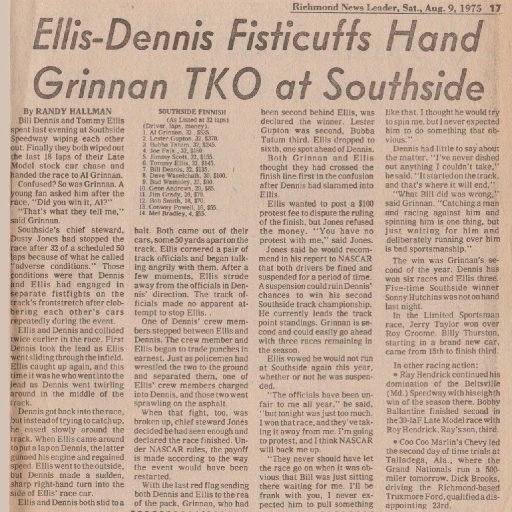 Richmond News Leader, Sat., Aug. 9, 1975 17
Ellis-Dennis Fisticuffs Hand
Grinnan TKO at Southside
By RANDY HALLMAN
Bill Dennis and Tommy Ellis
spent last evening at Southside
Speedway wiping each other
out. Finally they both wiped out
the last 18 laps of their Late
Model stock car chase and
handed the race to Al Grinnan.
Confused? So was Grinnan. A
young fan asked him after the
race, "Did you win it, Al?"
"That's what they tell me,"
said Grinnan.
Southside's chief steward,
Dusty Jones had stopped the
race after 32 of a scheduled 50
laps because of what he called
"adverse conditions." Those
conditions were that Dennis
and Ellis had engaged in
separate fistfights on the
track's frontstretch after clob-
bering each other's cars
repeatedly during the event.
Ellis and Dennis collided
twice earlier in the race. First
Dennis took the lead as Ellis
went sliding through the infield.
Ellis caught up again, and this
time it was he who went into the
lead as Dennis went twirling
around in the middle of the
track.
Dennis got back into the race,
but instead of trying to catch up,
he eased slowly around the
track. When Ellis came around
to put a lap on Dennis, the latter
gunned his engine and regained
speed. Ellis went to the outside,
but Dennis made a sudden,
sharp right-hand turn into the
side of Ellis' race car.
Ellis and Dennis both slid to a
SOUTHSIDE FINNISH
(As Listed at 32 laps)
(Driver, laps, money)
1. Al Grinnan, 32, $525.
2. Lester Gupton, 32, $370.
3. Bubba Tatum, 32, $245.
4. Joe Falk, $190.
5. Jimmy Scott, 32, $155.
6. Tommy Ellis, 32, $145.
7. Bill Dennis, 32, $135.
8. Dave Waselchalk, 32, $100.
9. Bud Wammby, 32, $90.
10. Gene Andrews, 32, $85.
11. Jim Grady, 30, $75.
12. Bob Smith, 18, $70.
13. Conway Powell, 16, $55.
14. Mel Bradley, 4, $55.
halt. Both came out of their
cars, some 50 yards apart on the
track. Ellis cornered a pair of
track officials and began talk-
ing angrily with them. After a
few moments, Ellis strode
away from the officials in Den-
nis' direction. The track of-
ficials made no apparent at-
tempt to stop Ellis.
One of Dennis' crew mem-
bers stepped between Ellis and
Dennis. The crew member and
Ellis began to trade punches in
earnest. Just as policemen had
wrestled the two to the ground
and separated them, one of
Ellis' crew members charged
into Dennis, and those two went
sprawling on the asphalt.
When that fight, too, was
broken up, chief steward Jones
decided he had seen enough and
declared the race finished. Un-
der NASCAR rules, the payoff
is made according to the way
the event would have been
restarted.
With the last red flag sending
both Dennis and Ellis to the rea
of the pack, Grinnan, who had
been second behind Ellis, was
declared the winner. Lester
Gupton was second, Bubba
Tatum third. Ellis dropped to
sixth, one spot ahead of Dennis.
Both Grinnan and Ellis
thought they had crossed the
finish line first in the confusion
after Dennis had slammed into
Ellis.
Ellis wanted to post a $100
protest fee to dispute the ruling
of the finish, but Jones refused
the money. "You have no
protest with me," said Jones.
Jones said he would recom-
mend in his report to NASCAR
that both drivers be fined and
suspended for a period of time.
A suspension could ruin Dennis'
chances to win his second
Southside track championship.
He currently leads the track
point standings. Grinnan is sec-
ond and could easily go ahead
with three races remaining in
the season.
Ellis vowed he would not run
at Southside again this year,
whether or not he was suspen-
ded.
"The officials have been un-
fair to me all year," he said,
"but tonight was just too much.
I won that race, and they've tak-
ing it away from me. I'm going
to protest, and I think NASCAR
will back me up.
"They should have let
the race go on when it was ob-
vious that Bill was just sitting
there waiting for me. I'll be
frank with you, I never ex-
pected him to pull something
like that. I thought he would try
to spin me, but I never expected
him to do something that ob-
vious."
Dennis had little to say about
the matter. "I've never dished
out anything I couldn't take,"
he said. "It started on the track,
and that's where it will end."
"What Bill did was wrong,"
said Grinnan. "Catching a man
and racing against him and
spinning him is one thing, but
just waiting for him and
deliberately running over him
is bad sportsmanship."
The win was Grinnan's se-
cond of the year. Dennis has
won six races and Ellis three.
Five-time Southside winner
Sonny Hutchins was not on hand
last night.
In the Limited Sportsman
race, Jerry Taylor won over
Roy Groome. Billy Thurston,
starting in a brand new car,
came from 15th to finish third.
In other racing action:
• Ray Hendrick continued his
domination of the Beltsville
(Md.) Speedway with his eighth
win of the season there. Bobby
Ballantine finished second in
the 30-laF Late Model race with
Roy Hendrick, Ray's son, third.
• Coo Coo Marlin's Chevy led
the second day of time trials at
Talladega, Ala., where the
Grand Nationals run a 500-
miler tomorrow. Dick Brooks,
driving the Richmond-based
Truxmore Ford, qualified a dis-
appointing 23rd.